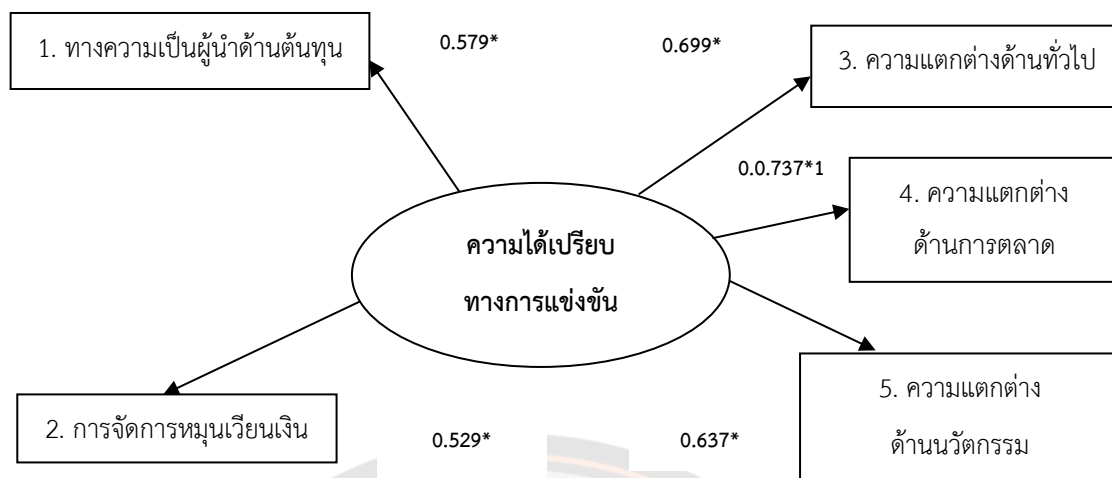 1. ทางความเป็นผู้นำด้านต้นทุน
0.579*
0.699*
3. ความแตกต่างด้านทั่วไป
0.0.737*1
4. ความแตกต่าง
ด้านการตลาด
ความได้เปรียบ
ทางการแข่งขัน
2. การจัดการหมุนเวียนเงิน
0.529*
0.637*
5. ความแตกต่าง
ด้านนวัตกรรม